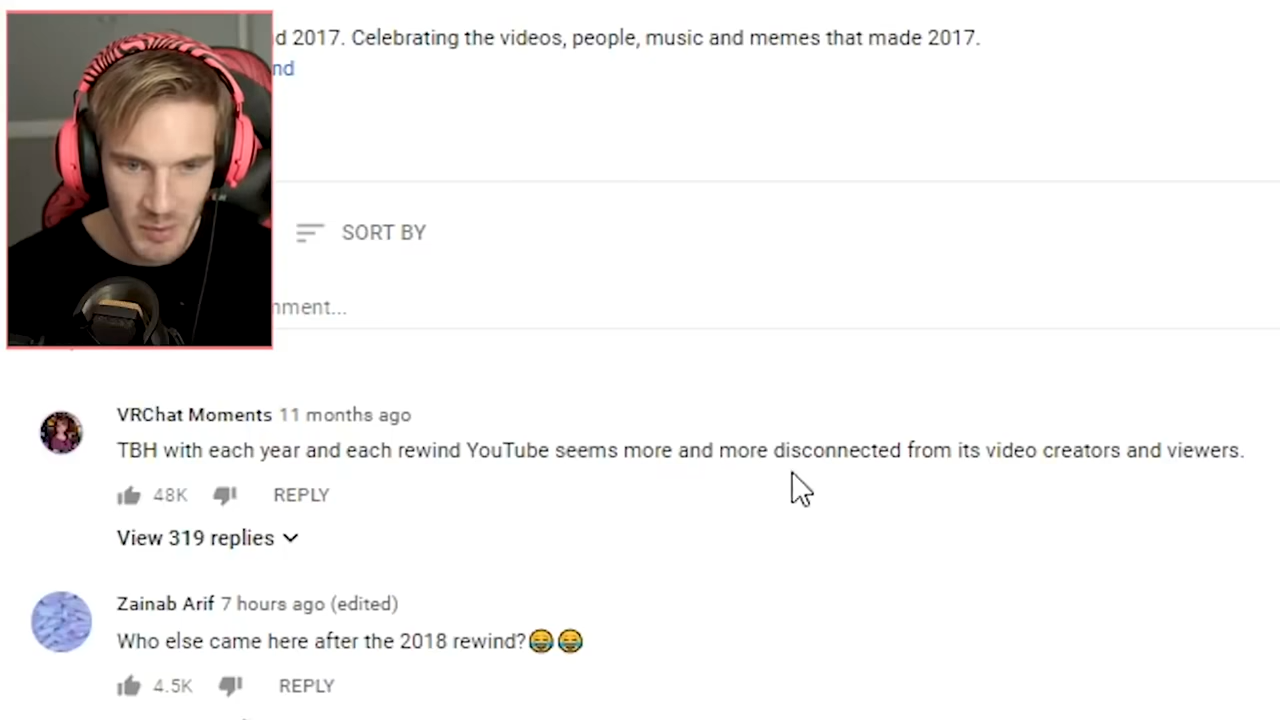 d 2017. Celebrating the videos, people, music and memes that made 2017.
nd
SORT BY
mment...
VRChat Moments 11 months ago
TBH with each year and each rewind YouTube seems more and more disconnected from its video creators and viewers.
48K REPLY
View 319 replies
Zainab Arif 7 hours ago (edited)
Who else came here after the 2018 rewind?😂😂
4.5K REPLY